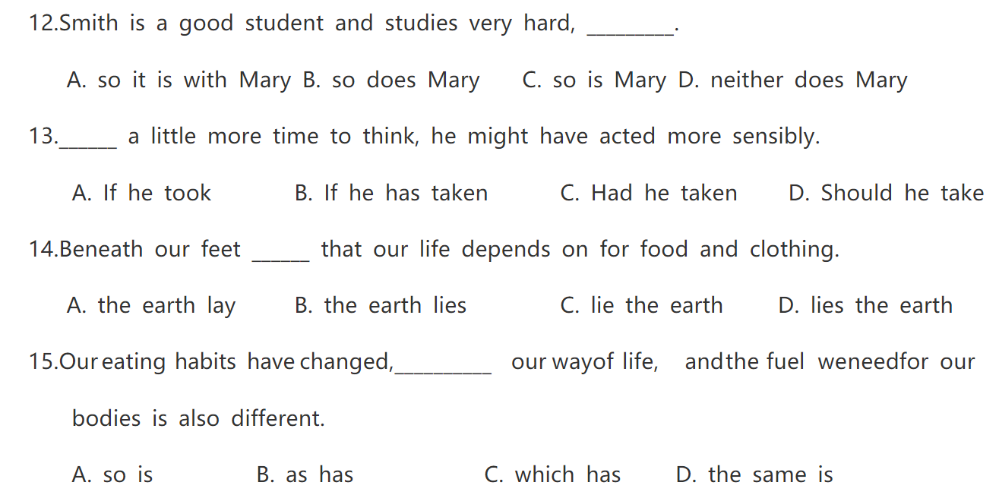 12.Smith is a good student and studies very hard, _________.
A. so it is with Mary B. so does Mary C. so is Mary D. neither does Mary
13.______ a little more time to think, he might have acted more sensibly.
A. If he took B. If he has taken C. Had he taken D. Should he take
14.Beneath our feet ______ that our life depends on for food and clothing.
A. the earth lay B. the earth lies C. lie the earth D. lies the earth
15.Our eating habits have changed,__________ our wayof life, andthe fuel weneedfor our
bodies is also different.
A. so is B. as has C. which has D. the same is